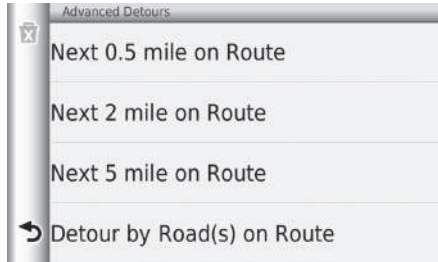 Advanced Detours
Next 0.5 mile on Route
Next 2 mile on Route
Next 5 mile on Route
Detour by Road(s) on Route